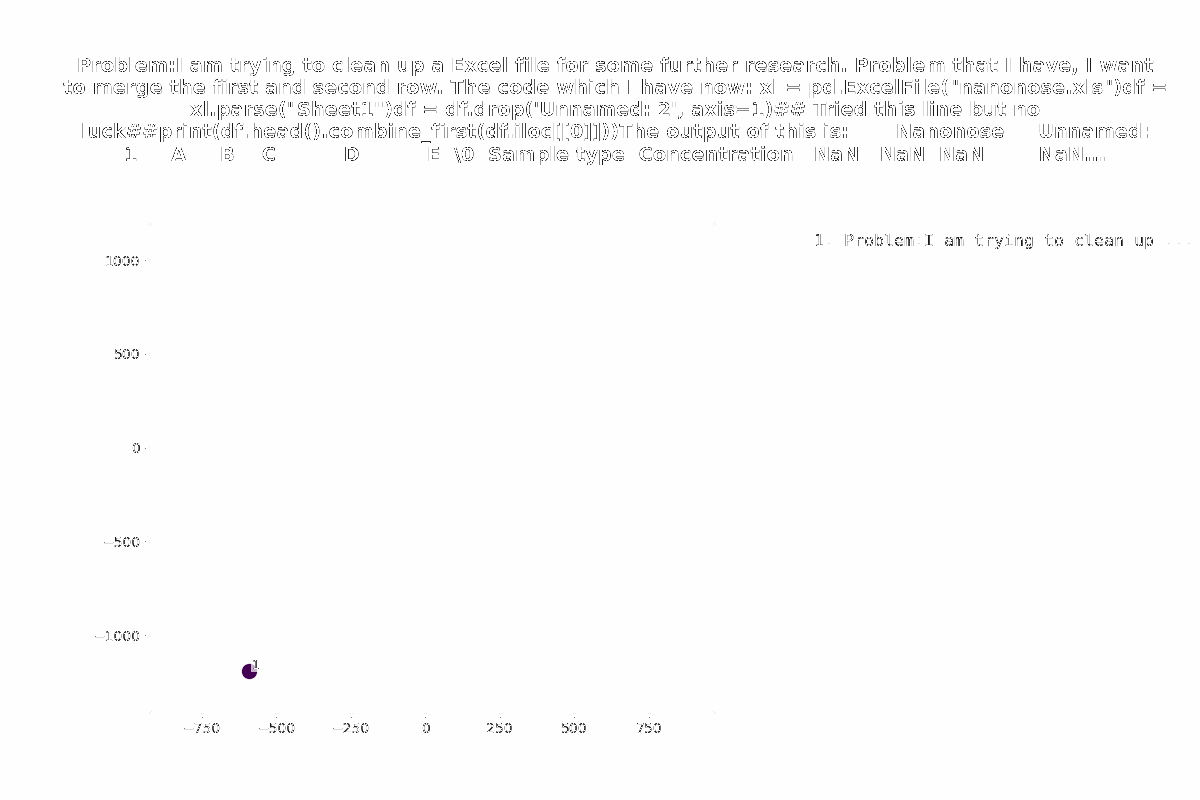 Problem:I am trying to clean up a Excel file for some further research. Problem that I have, I want
to merge the first and second row. The code which I have now: xl = pd.ExcelFile("nanonose.xls")df =
xl.parse("Sheet1")df = df.drop('Unnamed: 2', axis=1)## Tried this line but no
luck##print(df.head().combine_first(df.iloc[[0]]))The output of this is:       Nanonose     Unnamed:
1     A     B    C          D          E  \0  Sample type  Concentration   NaN   NaN  NaN        NaN...
1. Problem:I am trying to clean up ...
1000
500
0
−500
−1000
1
−750
−500
−250
0
250
500
750